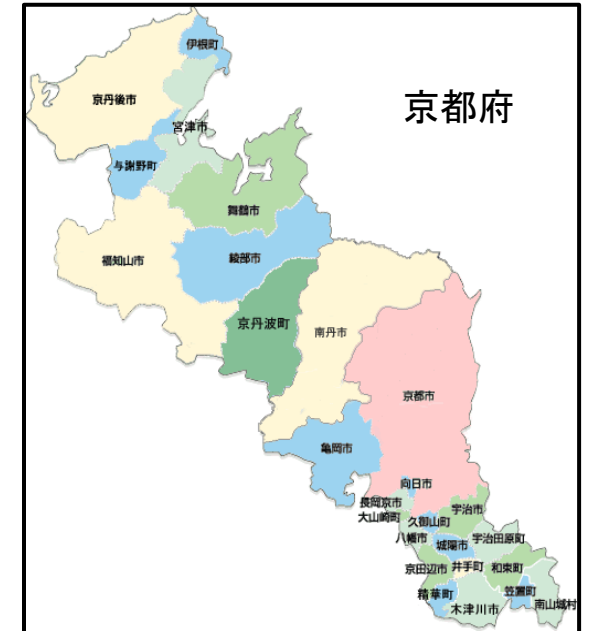 伊根町
京丹後市
京都府
宮津市
与謝野町
舞鶴市
綾部市
福知山市
京丹波町
南丹市
京都市
亀岡市
向日市
長岡京市
宇治市
大山崎町
久御山町
八幡市
宇治田原町
城陽市
京田辺市
井手町
和束町
精華町
笠置町
南山城村
木津川市